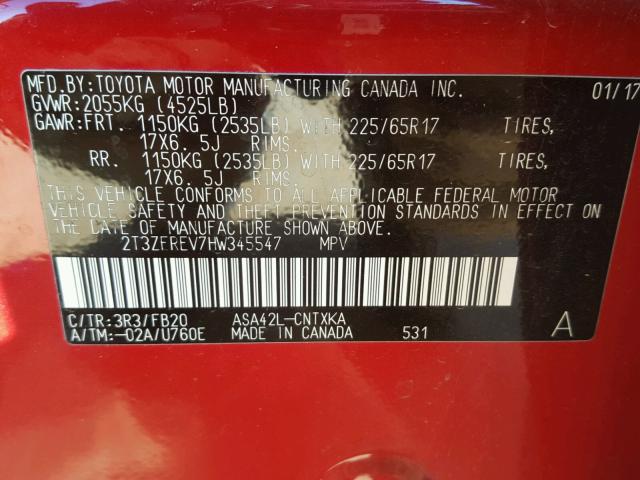 MFD.BY:TOYOTA MOTOR MANUFACTURING CANADA INC. 01/17
GVWR:2055KG (4525LB)
GAWR:FRT. 1150KG (2535LB) WITH 225/65R17 TIRES,
17X6. 5J RIMS.
RR. 1150KG (2535LB) WITH 225/65R17 TIRES,
17X6. 5J RIMS.
THIS VEHICLE CONFORMS TO ALL APPLICABLE FEDERAL MOTOR
VEHICLE SAFETY AND THEFT PREVENTION STANDARDS IN EFFECT ON
THE DATE OF MANUFACTURE SHOWN ABOVE.
2T3ZFREV7HW345547 MPV
C/TR:3R3/FB20 ASA42L-CNTXKA
A/TM:-02A/U760E MADE IN CANADA 531 A